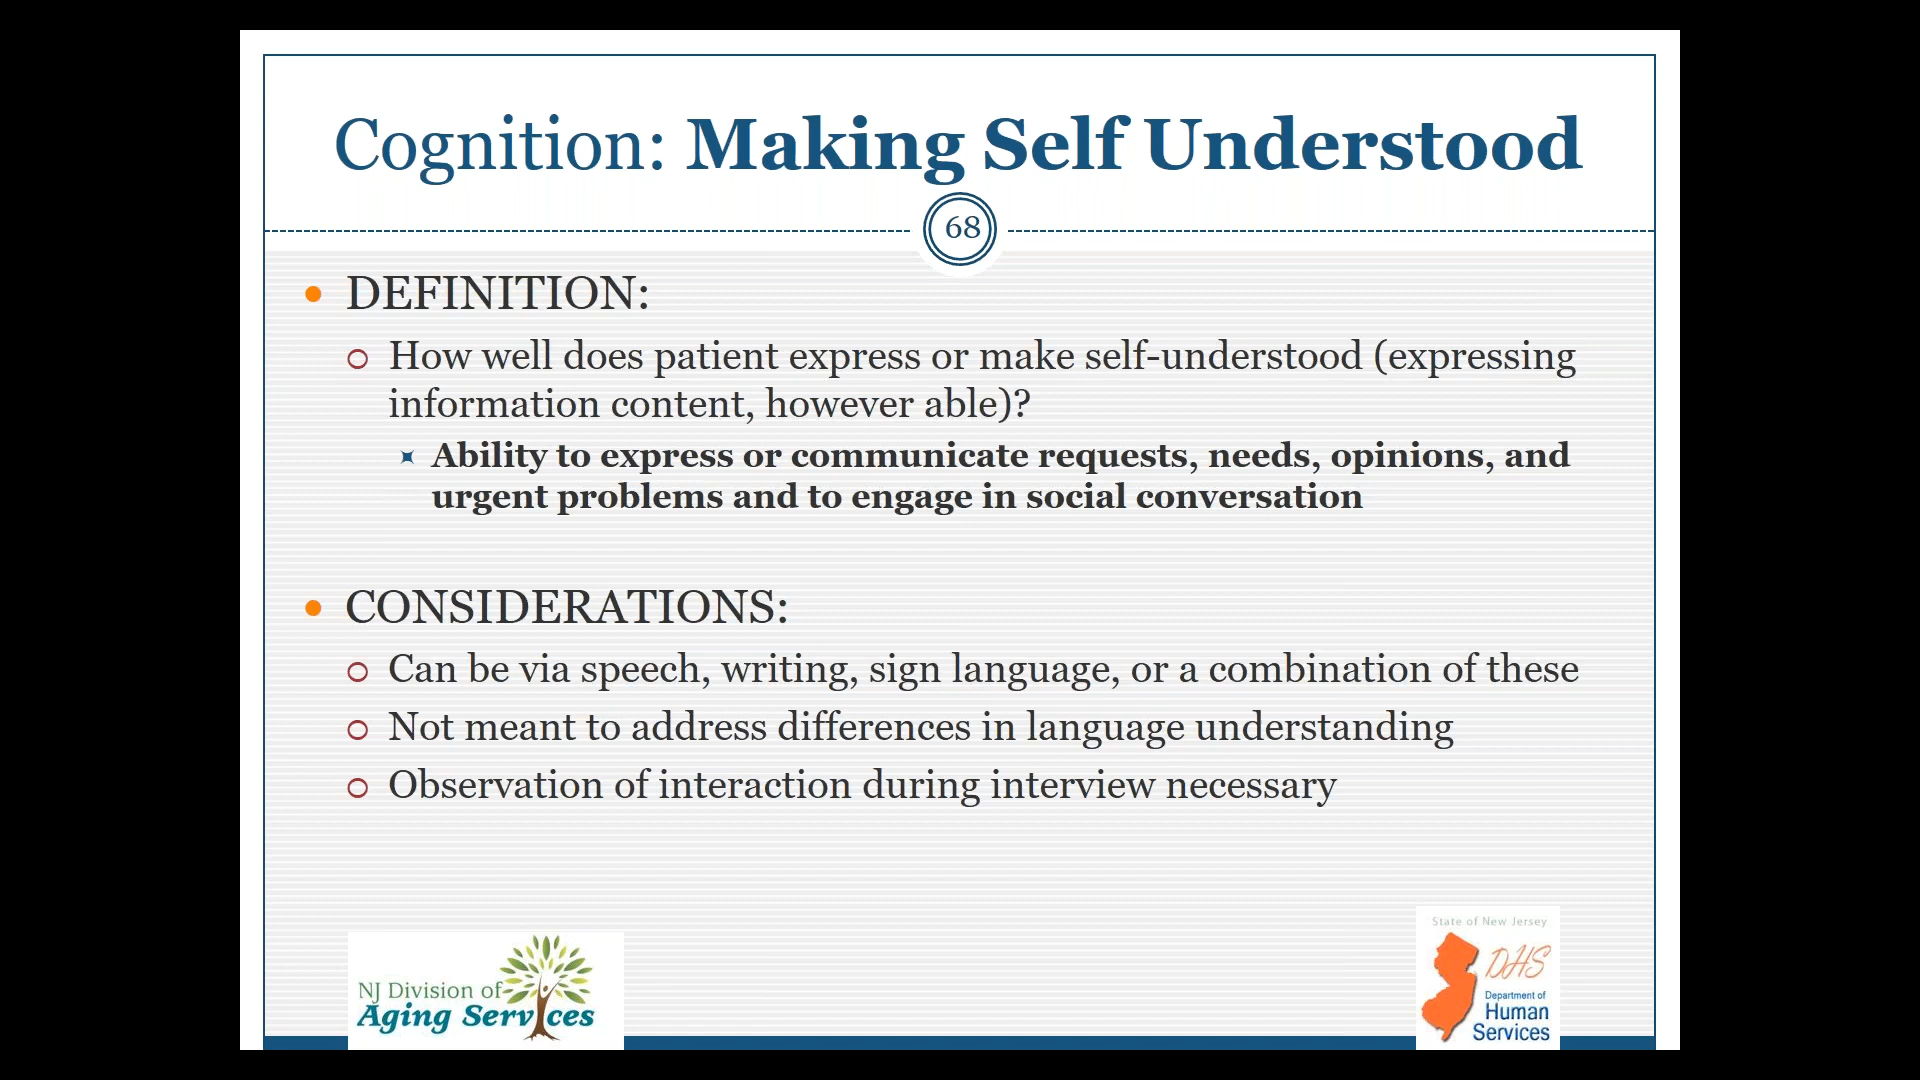 Cognition: Making Self Understood
68
DEFINITION:
How well does patient express or make self-understood (expressing
information content, however able)?
Ability to express or communicate requests, needs, opinions, and
urgent problems and to engage in social conversation
CONSIDERATIONS:
Can be via speech, writing, sign language, or a combination of these
Not meant to address differences in language understanding
Observation of interaction during interview necessary
NJ Division of
Aging Services
State of New Jersey
DHS
Department of
Human
Services